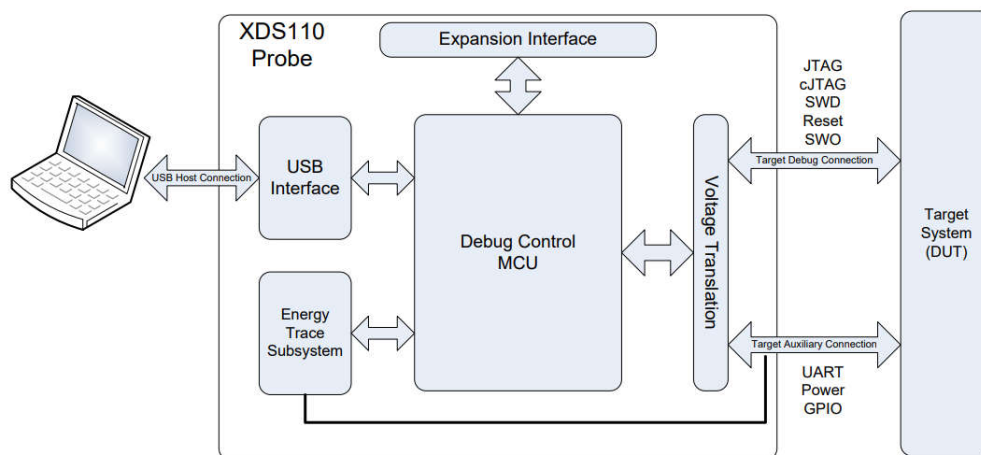 XDS110
Probe
Expansion Interface
JTAG
cJTAG
SWD
Reset
SWO
USB Host Connection
USB
Interface
Debug Control
MCU
Voltage Translation
Target Debug Connection
Target
System
(DUT)
Energy
Trace
Subsystem
Target Auxiliary Connection
UART
Power
GPIO